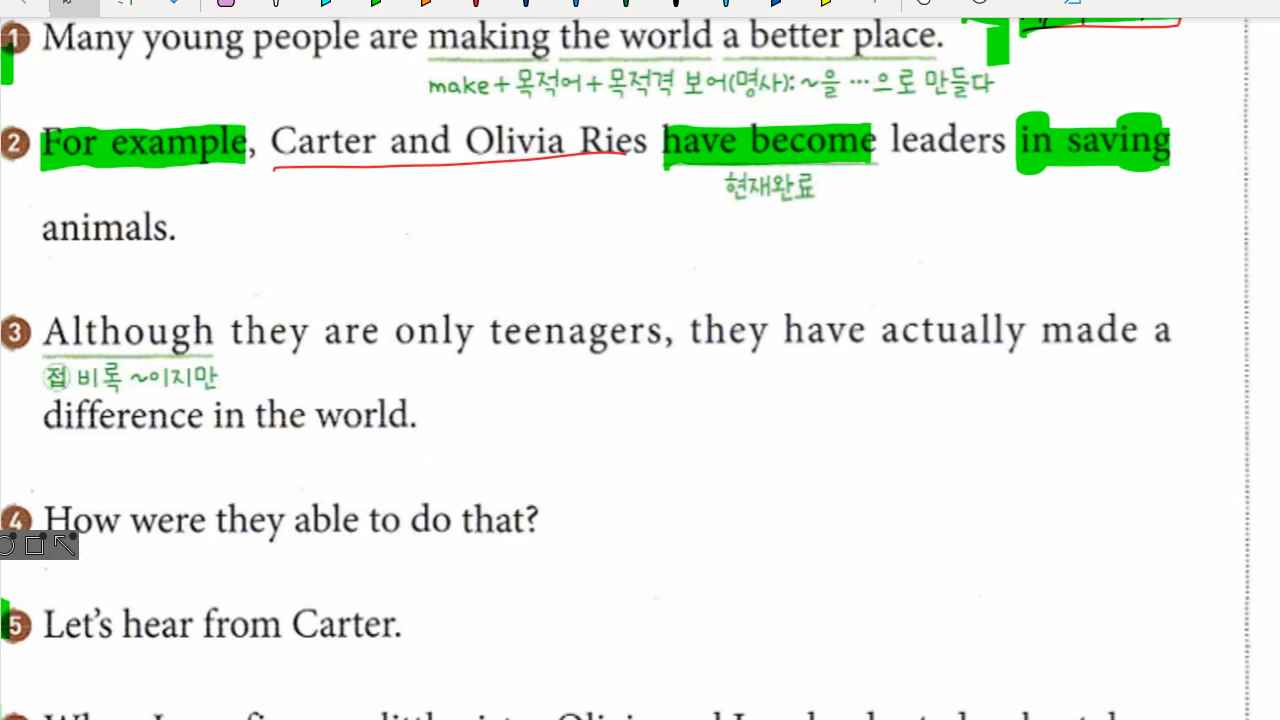 1 Many young people are making the world a better place.
make + 목적어 + 목적격 보어(명사): ~을 …으로 만들다
2 For example, Carter and Olivia Ries have become leaders in saving
현재완료
animals.
3 Although they are only teenagers, they have actually made a
접 비록 ~이지만
difference in the world.
4 How were they able to do that?
5 Let's hear from Carter.